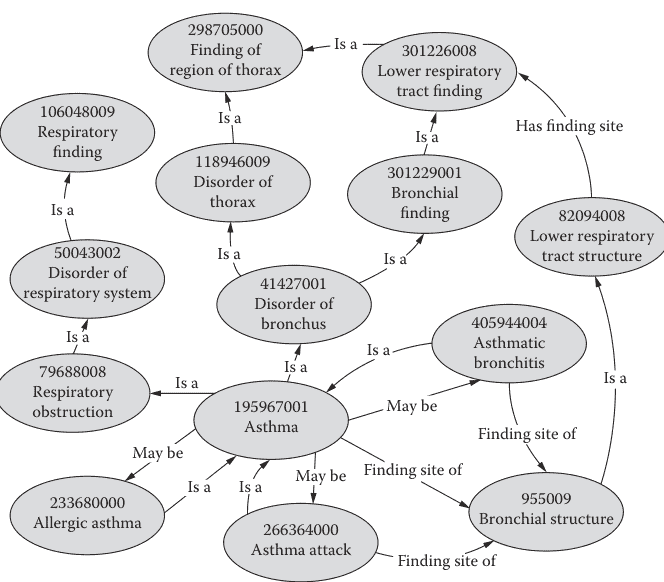 298705000
Finding of
region of thorax
Is a
301226008
Lower respiratory
tract finding
106048009
Respiratory
finding
Is a
Has finding site
Is a
118946009
Disorder of
thorax
301229001
Bronchial
finding
Is a
82094008
Lower respiratory
tract structure
50043002
Disorder of
respiratory system
Is a
Is a
41427001
Disorder of
bronchus
405944004
Asthmatic
bronchitis
Is a
Is a
Is a
Is a
79688008
Respiratory
obstruction
Is a
195967001
Asthma
May be
Finding site of
May be
Finding site of
May be
Is a
Is a
233680000
Allergic asthma
955009
Bronchial structure
266364000
Asthma attack
Finding site of